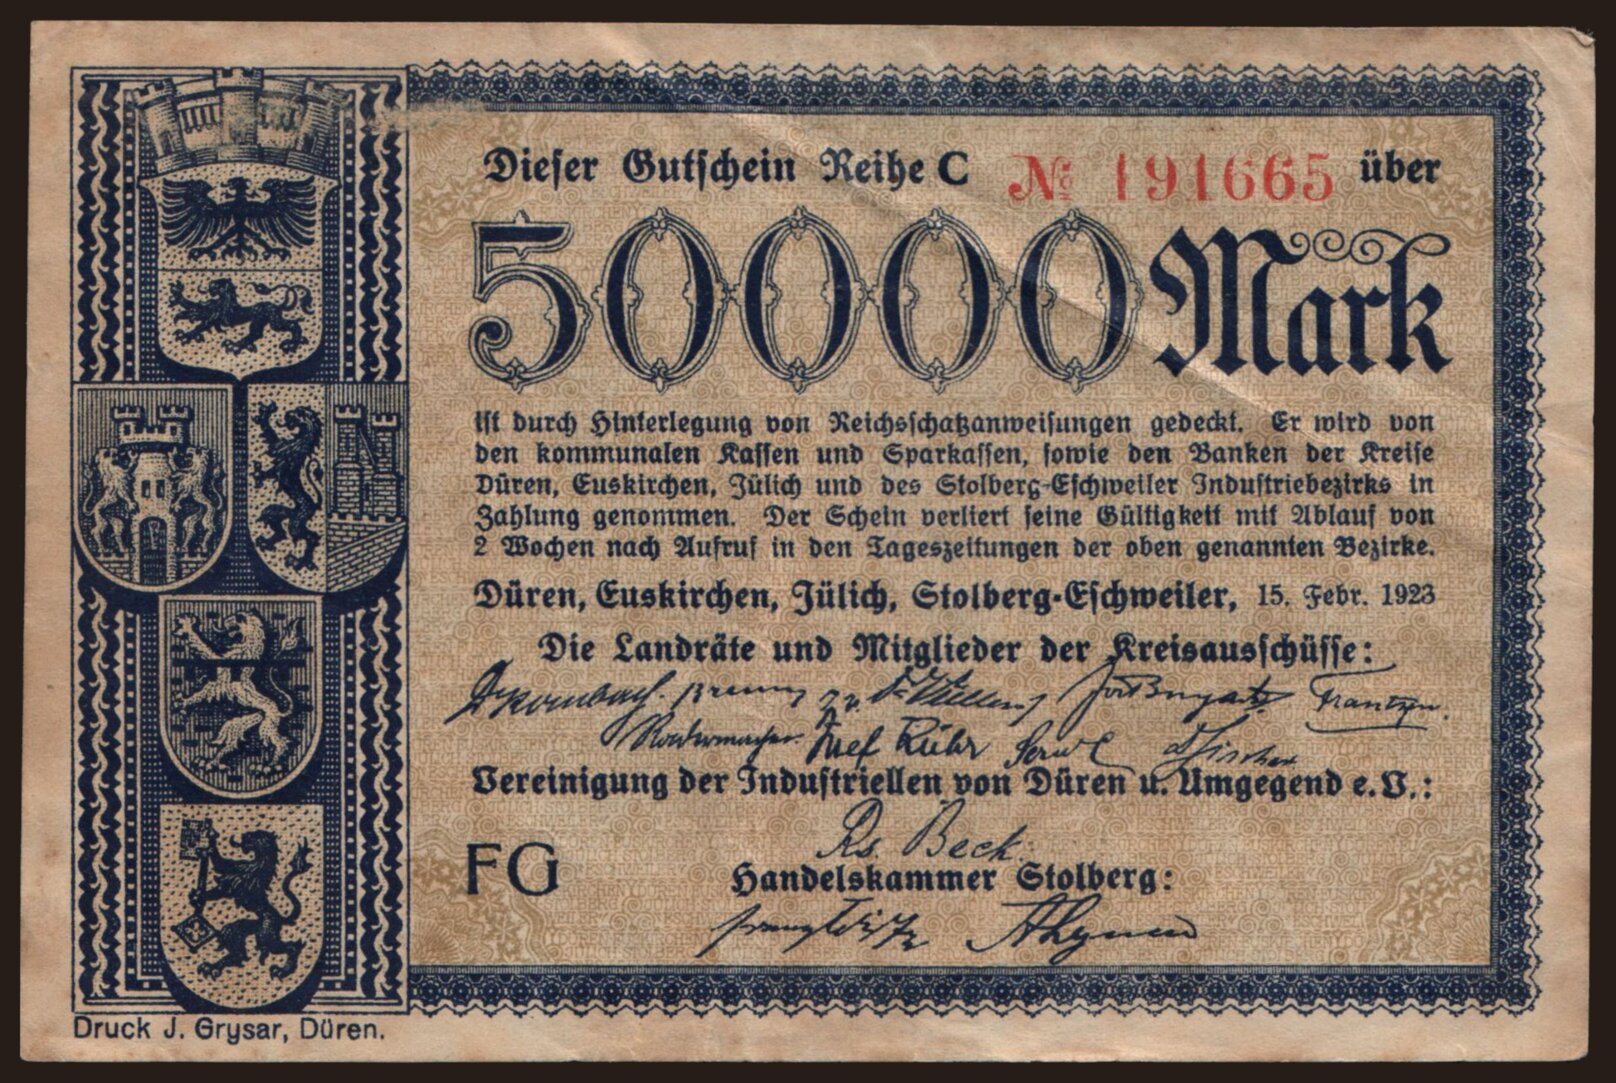 Dieser Gutschein Reihe C № 191665 über
50000 Mark
ist durch Hinterlegung von Reichsschatzanweisungen gedeckt. Er wird von
den kommunalen Kassen und Sparkassen, sowie den Banken der Kreise
Düren, Euskirchen, Jülich und des Stolberg-Eschweiler Industriebezirks in
Zahlung genommen. Der Schein verliert seine Gültigkeit mit Ablauf von
2 Wochen nach Aufruf in den Tageszeitungen der oben genannten Bezirke.
Düren, Euskirchen, Jülich, Stolberg-Eschweiler, 15. Febr. 1923
Die Landräte und Mitglieder der Kreisausschüsse:
Frantzen.
Rademacher. Josef Rühr
Vereinigung der Industriellen von Düren u. Umgegend e.V.:
Beck.
FG
Handelskammer Stolberg:
Druck J. Grysar, Düren.